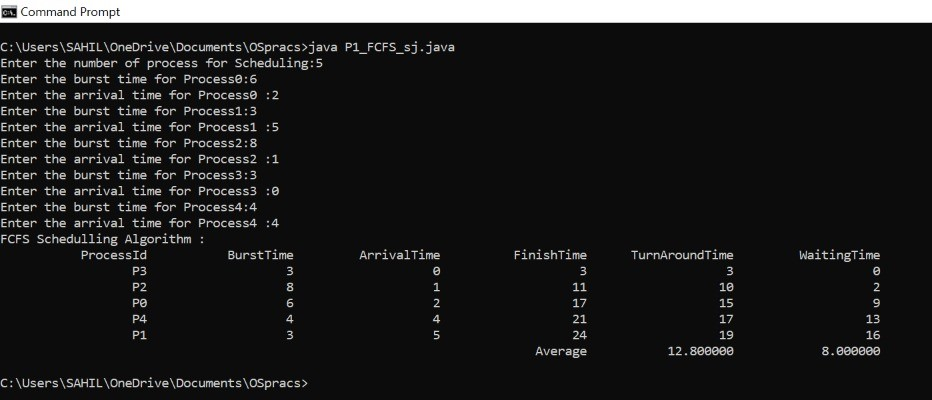 Command Prompt
C:\Users\SAHIL\OneDrive\Documents\OSpracs>java P1_FCFS_sj.java
Enter the number of process for Scheduling:5
Enter the burst time for Process0:6
Enter the arrival time for Process0 :2
Enter the burst time for Process1:3
Enter the arrival time for Process1 :5
Enter the burst time for Process2:8
Enter the arrival time for Process2 :1
Enter the burst time for Process3:3
Enter the arrival time for Process3 :0
Enter the burst time for Process4:4
Enter the arrival time for Process4 :4
FCFS Schedulling Algorithm :
ProcessId BurstTime ArrivalTime FinishTime TurnAroundTime WaitingTime
P3 3 0 3 3 0
P2 8 1 11 10 2
P0 6 2 17 15 9
P4 4 4 21 17 13
P1 3 5 24 19 16
Average 12.800000 8.000000
C:\Users\SAHIL\OneDrive\Documents\OSpracs>